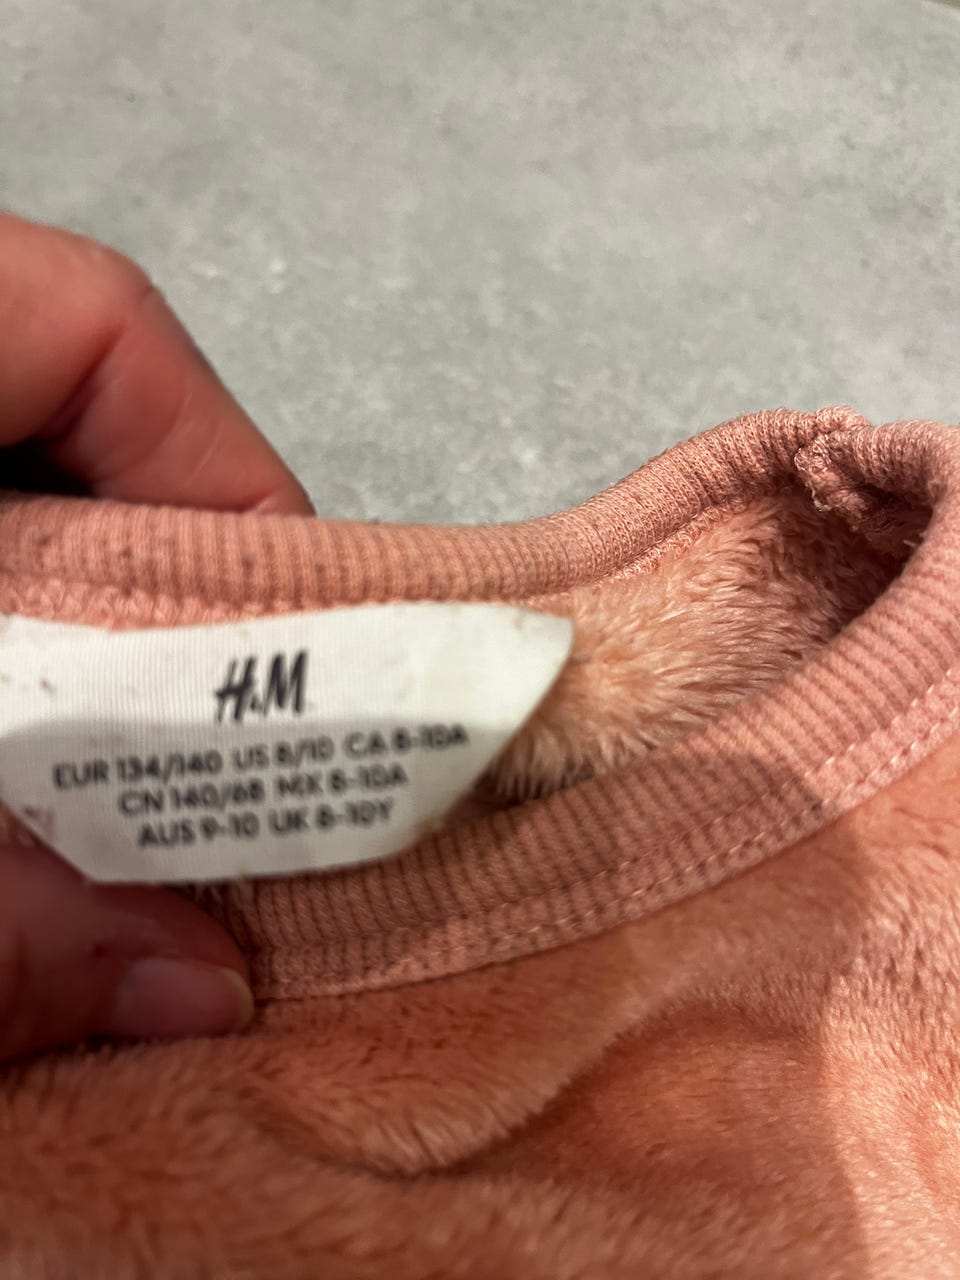 H&M
EUR 134/140 US 8/10 CA 8-10A
CN 140/68 MX 8-10A
AUS 9-10 UK 8-10Y